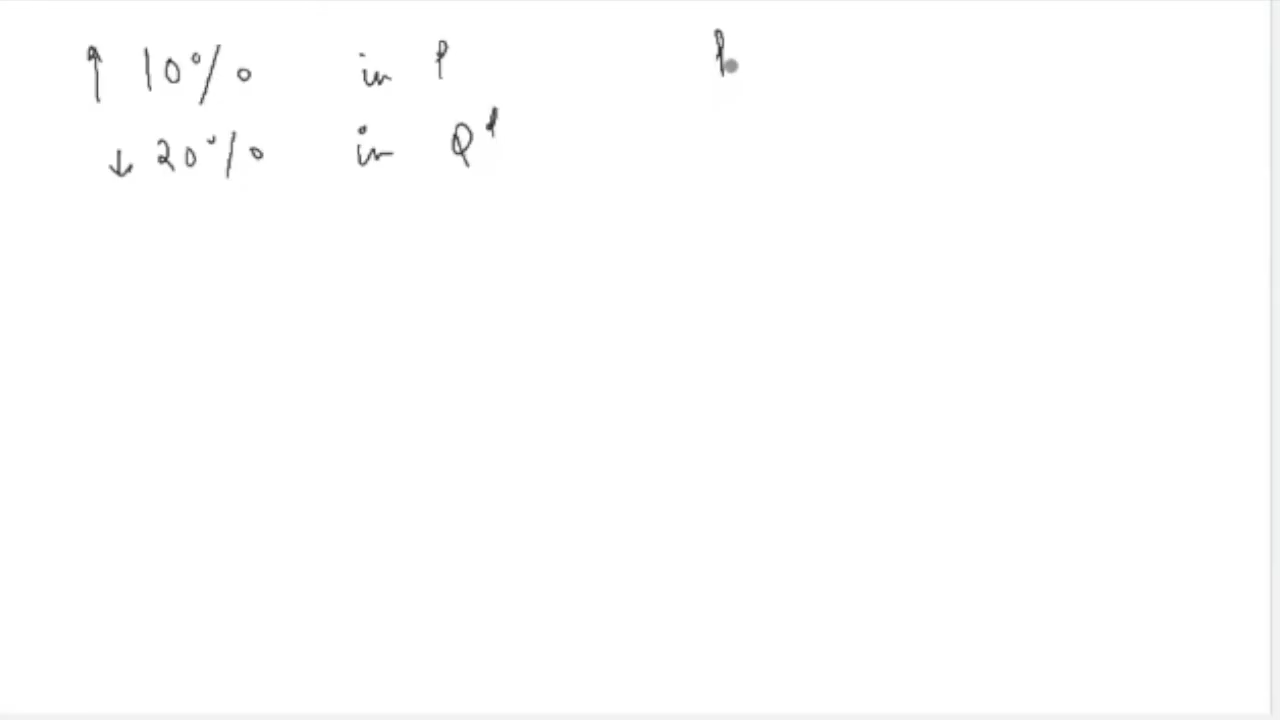 ↑ 10% in P P
↓ 20% in Q^d